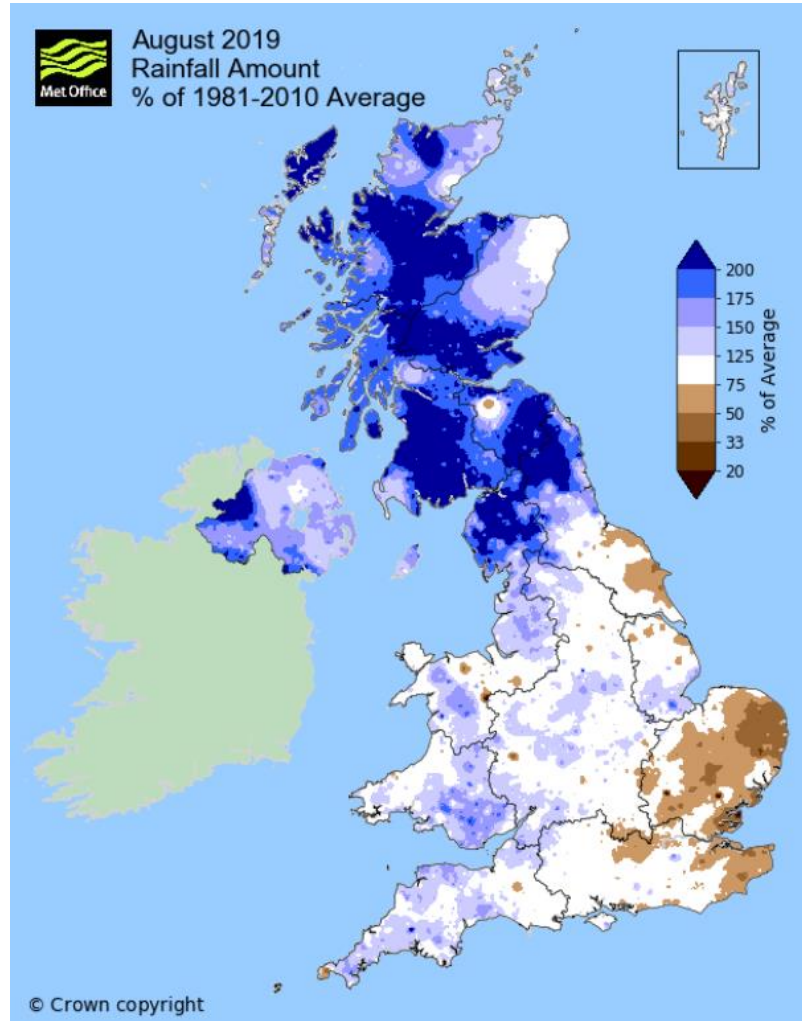 Met Office
August 2019
Rainfall Amount
% of 1981-2010 Average
200
175
150
125
75
50
33
20
% of Average
© Crown copyright